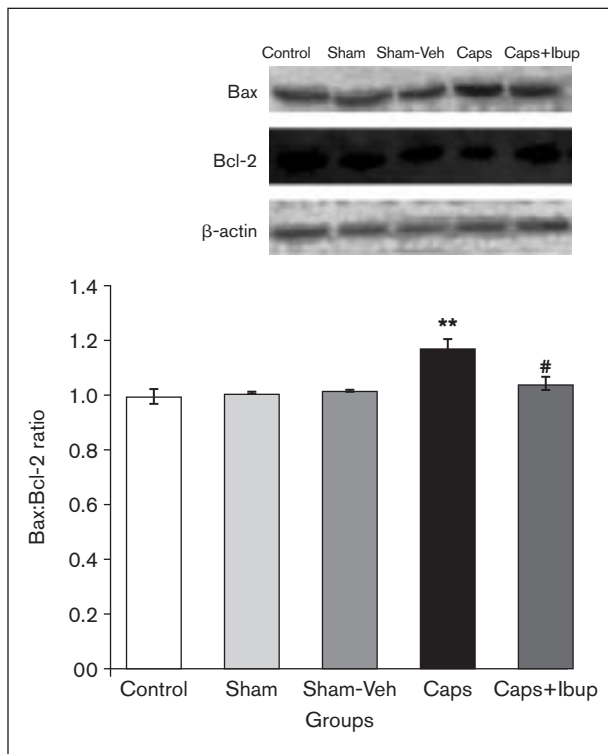 Control Sham Sham-Veh Caps Caps+Ibup
Bax
Bcl-2
β-actin
1.4
1.2
1.0
0.8
0.6
0.4
0.2
00
**
#
Bax:Bcl-2 ratio
Control Sham Sham-Veh Caps Caps+Ibup
Groups